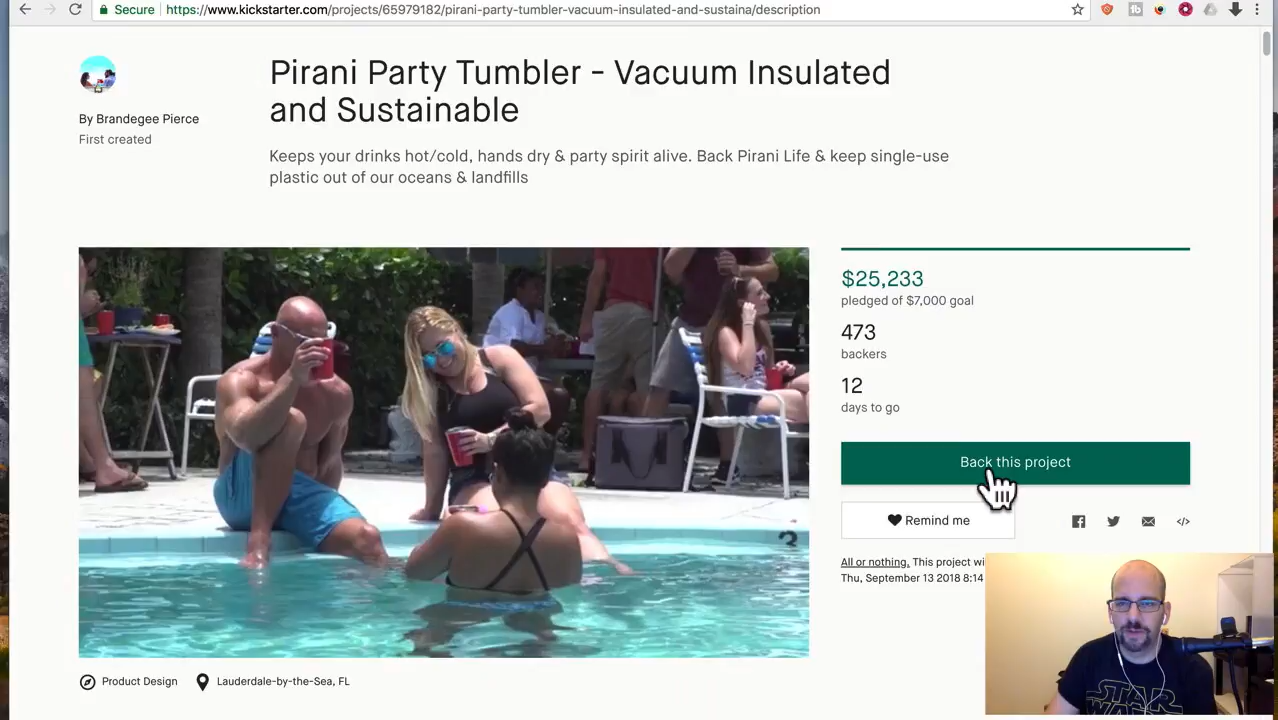 Secure
https://www.kickstarter.com/projects/65979182/pirani-party-tumbler-vacuum-insulated-and-sustaina/description
Pirani Party Tumbler - Vacuum Insulated
and Sustainable
By Brandegee Pierce
First created
Keeps your drinks hot/cold, hands dry & party spirit alive. Back Pirani Life & keep single-use
plastic out of our oceans & landfills
$25,233
pledged of $7,000 goal
473
backers
12
days to go
Back this project
Remind me
</>
All or nothing. This project wi
Thu, September 13 2018 8:14
3
STAR
WARS
Product Design
Lauderdale-by-the-Sea, FL